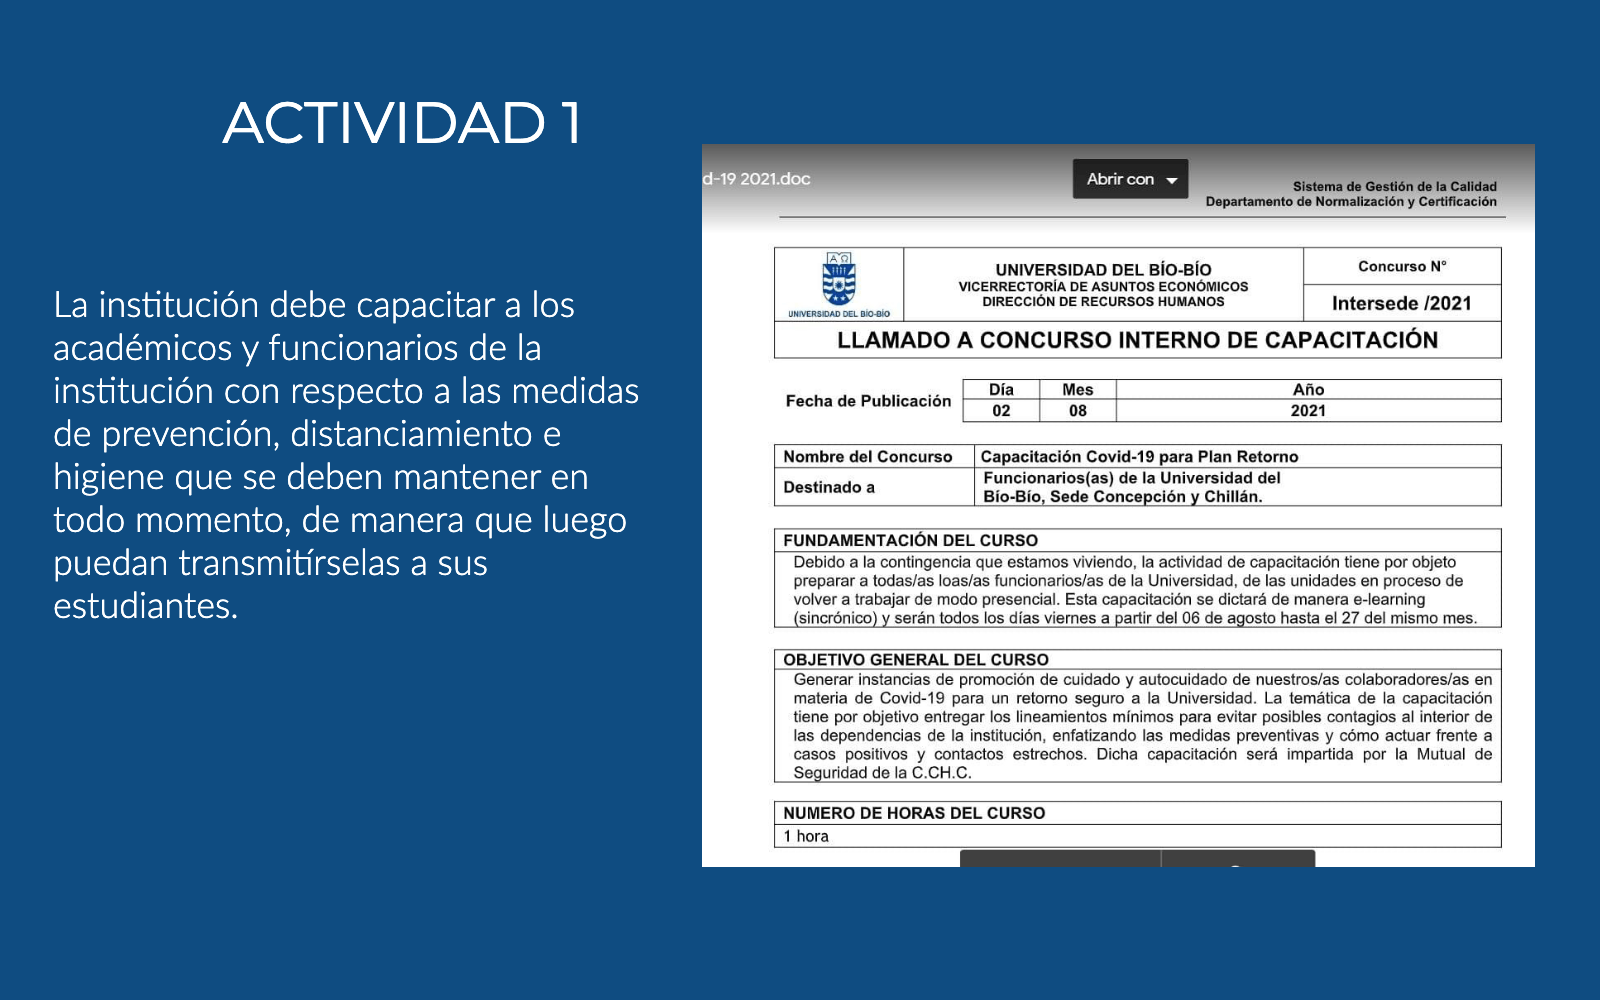 ACTIVIDAD 1
La institución debe capacitar a los
académicos y funcionarios de la
institución con respecto a las medidas
de prevención, distanciamiento e
higiene que se deben mantener en
todo momento, de manera que luego
puedan transmitírselas a sus
estudiantes.
d-19 2021.doc
Abrir con
Sistema de Gestión de la Calidad
Departamento de Normalización y Certificación
UNIVERSIDAD DEL BÍO-BÍO
UNIVERSIDAD DEL BÍO-BÍO
VICERRECTORÍA DE ASUNTOS ECONÓMICOS
DIRECCIÓN DE RECURSOS HUMANOS
Concurso N°
Intersede /2021
LLAMADO A CONCURSO INTERNO DE CAPACITACIÓN
Fecha de Publicación
Día Mes Año
02 08 2021
Nombre del Concurso Capacitación Covid-19 para Plan Retorno
Destinado a
Funcionarios(as) de la Universidad del
Bío-Bío, Sede Concepción y Chillán.
FUNDAMENTACIÓN DEL CURSO
Debido a la contingencia que estamos viviendo, la actividad de capacitación tiene por objeto
preparar a todas/as loas/as funcionarios/as de la Universidad, de las unidades en proceso de
volver a trabajar de modo presencial. Esta capacitación se dictará de manera e-learning
(sincrónico) y serán todos los días viernes a partir del 06 de agosto hasta el 27 del mismo mes.
OBJETIVO GENERAL DEL CURSO
Generar instancias de promoción de cuidado y autocuidado de nuestros/as colaboradores/as en
materia de Covid-19 para un retorno seguro a la Universidad. La temática de la capacitación
tiene por objetivo entregar los lineamientos mínimos para evitar posibles contagios al interior de
las dependencias de la institución, enfatizando las medidas preventivas y cómo actuar frente a
casos positivos y contactos estrechos. Dicha capacitación será impartida por la Mutual de
Seguridad de la C.CH.C.
NUMERO DE HORAS DEL CURSO
1 hora